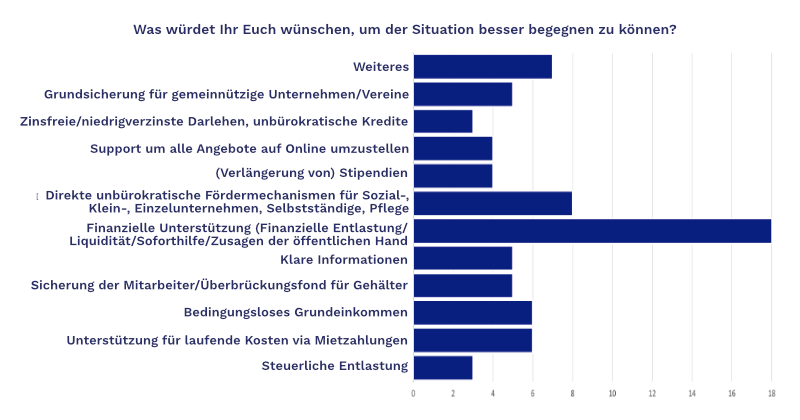 Was würdet Ihr Euch wünschen, um der Situation besser begegnen zu können?
Weiteres
Grundsicherung für gemeinnützige Unternehmen/Vereine
Zinsfreie/niedrigverzinste Darlehen, unbürokratische Kredite
Support um alle Angebote auf Online umzustellen
(Verlängerung von) Stipendien
Direkte unbürokratische Fördermechanismen für Sozial-,
Klein-, Einzelunternehmen, Selbstständige, Pflege
Finanzielle Unterstützung (Finanzielle Entlastung/
Liquidität/Soforthilfe/Zusagen der öffentlichen Hand
Klare Informationen
Sicherung der Mitarbeiter/Überbrückungsfond für Gehälter
Bedingungsloses Grundeinkommen
Unterstützung für laufende Kosten via Mietzahlungen
Steuerliche Entlastung
0 2 4 6 8 10 12 14 16 18